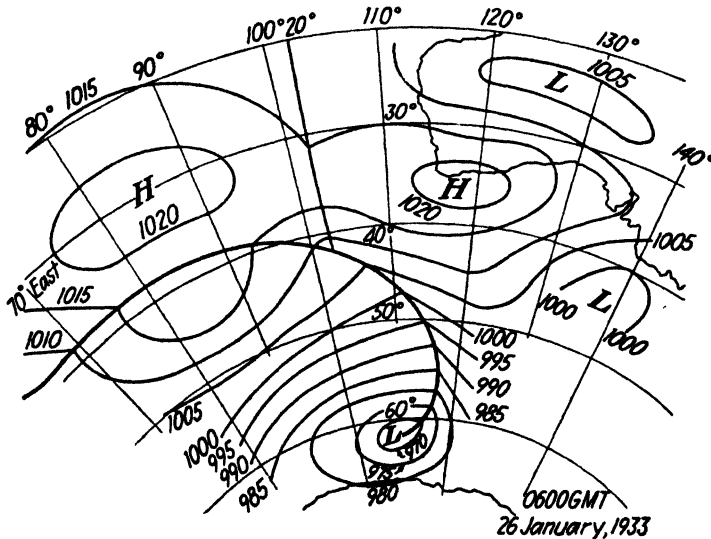 100° 20° 110° 120° 130°
80° 1015 90° L 1005
30° 140°
H 1020 H 1020
40° 1005
70° East 1015 L 1000 1000
1010 50° 1000
995
990
1005 60° 985
1000 L 970
995 975
990
985 980
0600GMT
26 January, 1933